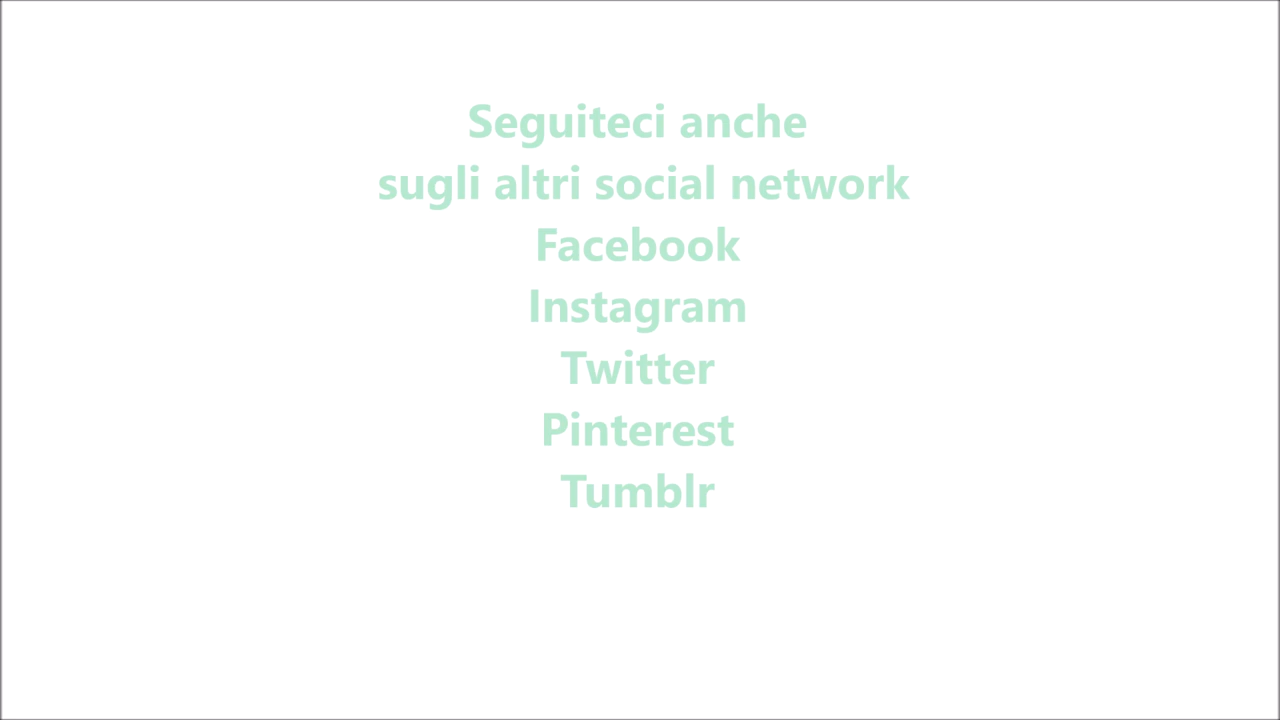 Seguiteci anche
sugli altri social network
Facebook
Instagram
Twitter
Pinterest
Tumblr